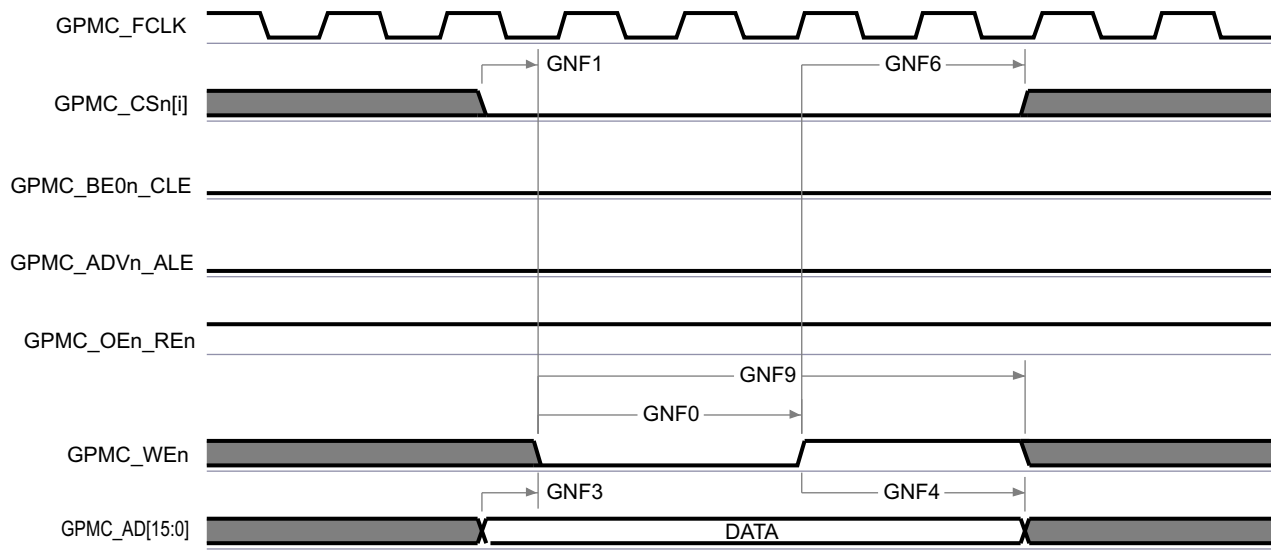 GPMC_FCLK
GNF1
GNF6
GPMC_CSn[i]
GPMC_BE0n_CLE
GPMC_ADVn_ALE
GPMC_OEn_REn
GNF9
GNF0
GPMC_WEn
GNF3
GNF4
GPMC_AD[15:0]
DATA